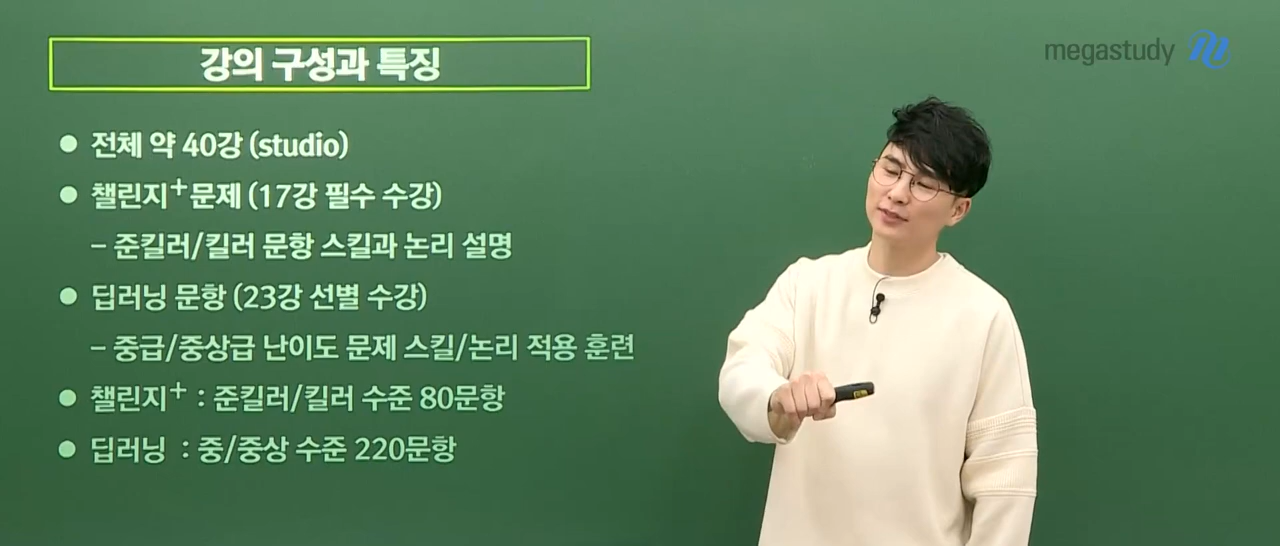 강의 구성과 특징
megastudy
● 전체 약 40강 (studio)
● 챌린지⁺문제 (17강 필수 수강)
– 준킬러/킬러 문항 스킬과 논리 설명
● 딥러닝 문항 (23강 선별 수강)
– 중급/중상급 난이도 문제 스킬/논리 적용 훈련
● 챌린지⁺ : 준킬러/킬러 수준 80문항
● 딥러닝 : 중/중상 수준 220문항